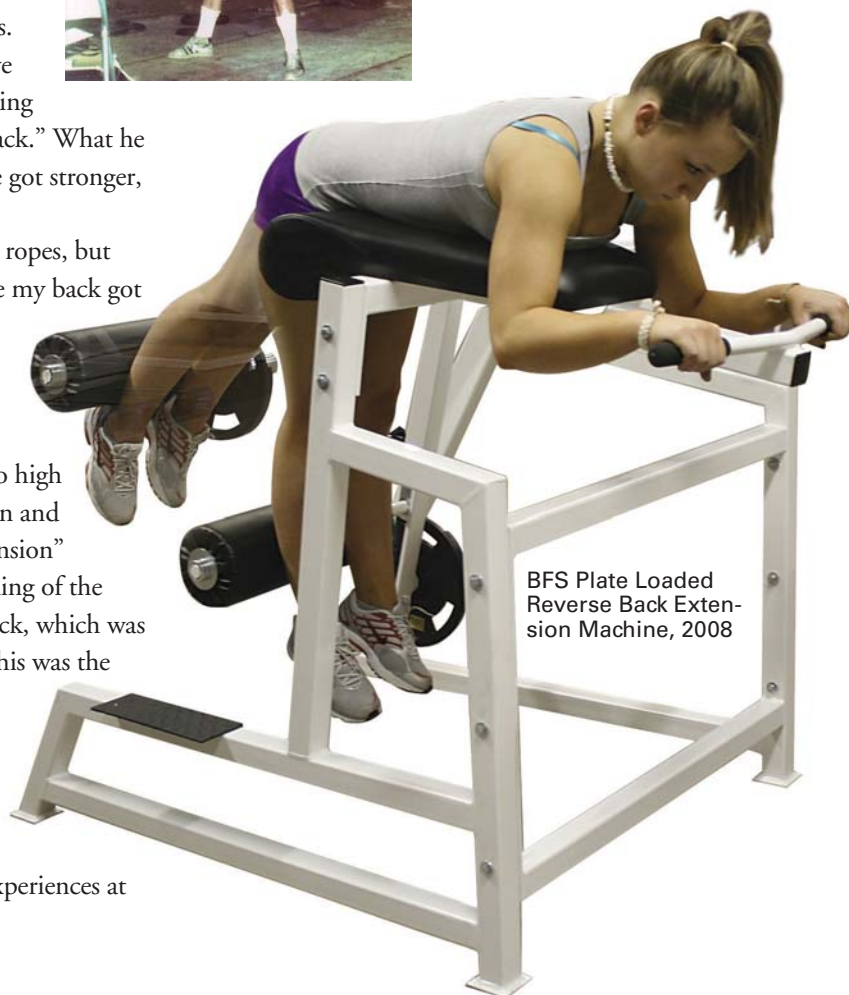 s.
ve
ing
ack.” What he
e got stronger,
ropes, but
e my back got
o high
n and
nsion”
ing of the
ck, which was
his was the
xperiences at
BFS Plate Loaded
Reverse Back Exten-
sion Machine, 2008